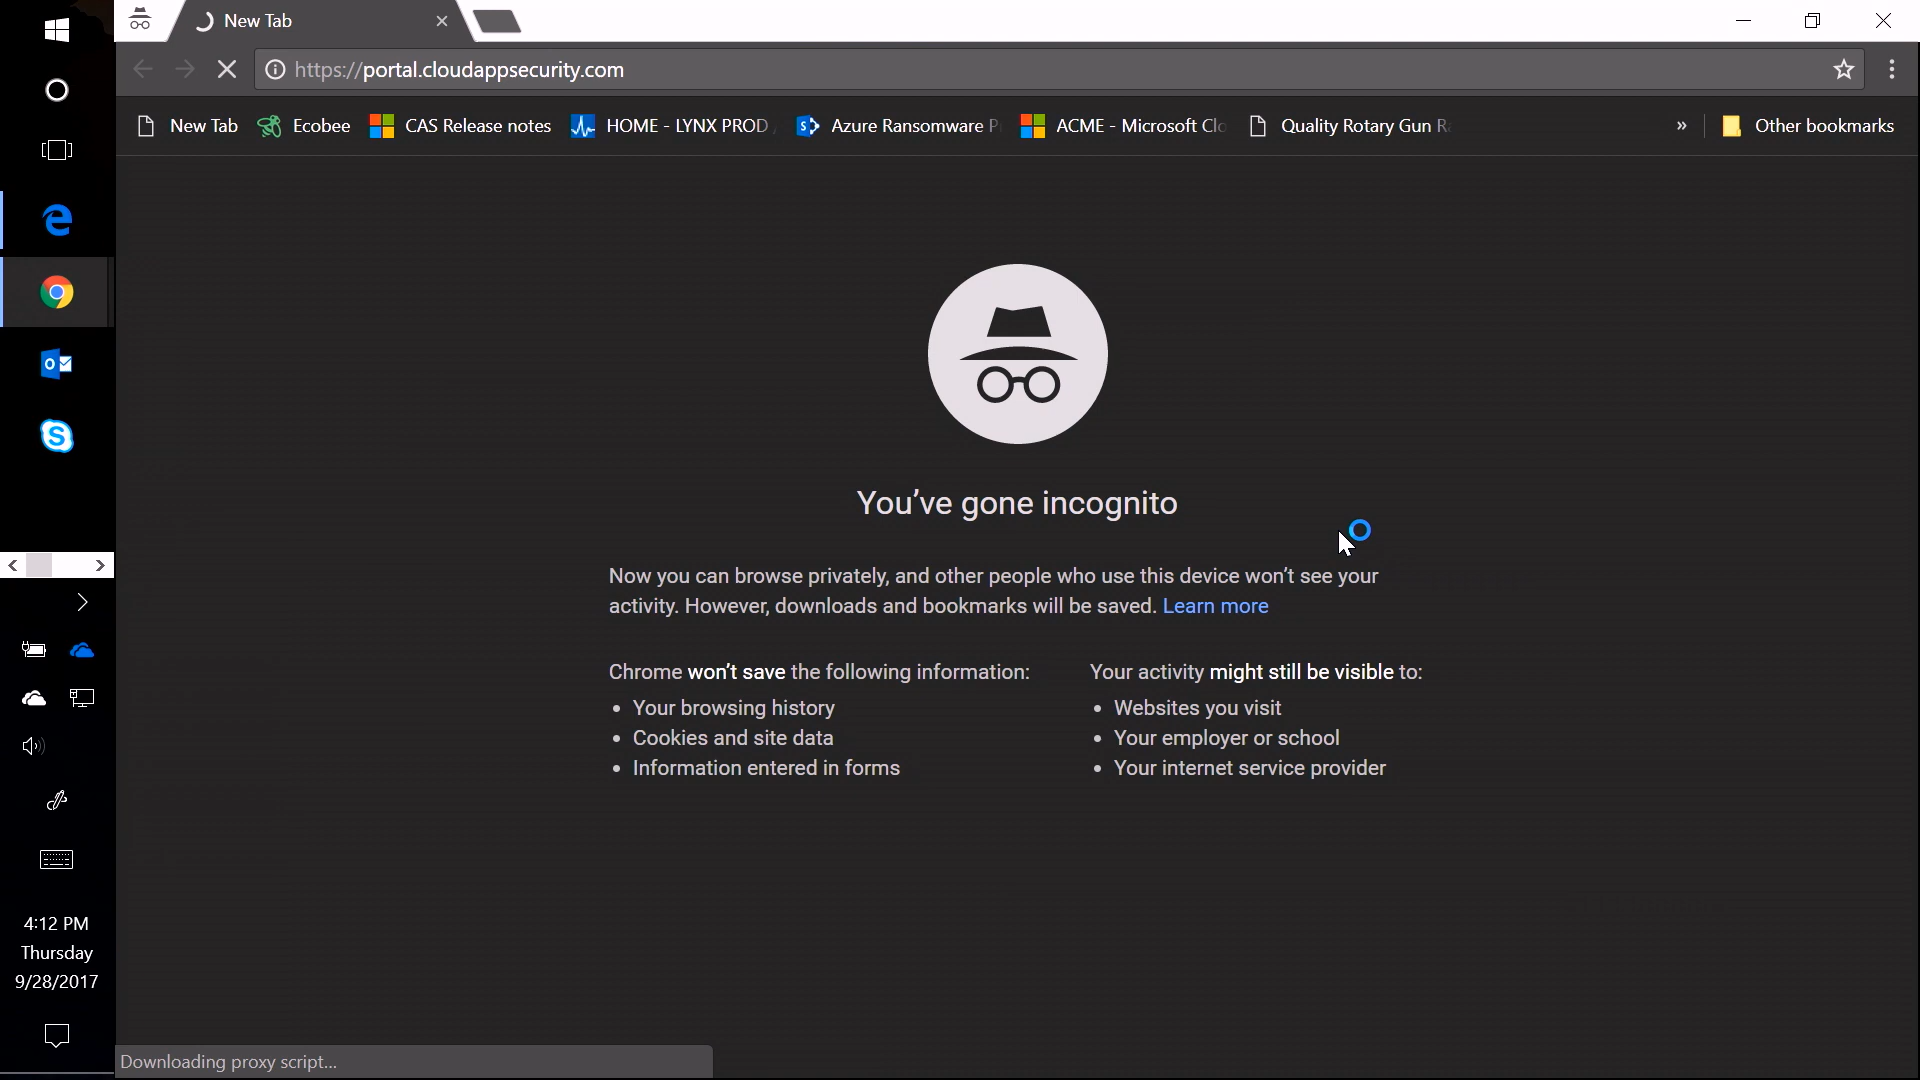 New Tab
https://portal.cloudappsecurity.com
New Tab
Ecobee
CAS Release notes
HOME - LYNX PROD
Azure Ransomware
ACME - Microsoft
Quality Rotary Gun
»
Other bookmarks
You've gone incognito
Now you can browse privately, and other people who use this device won't see your
activity. However, downloads and bookmarks will be saved. Learn more
Chrome won't save the following information:
• Your browsing history
• Cookies and site data
• Information entered in forms
Your activity might still be visible to:
• Websites you visit
• Your employer or school
• Your internet service provider
4:12 PM
Thursday
9/28/2017
Downloading proxy script...